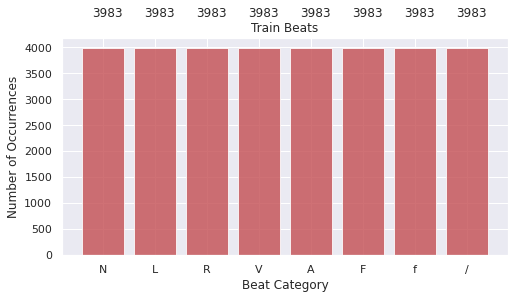 3983 3983 3983 3983 3983 3983 3983 3983
Train Beats
Number of Occurrences
4000
3500
3000
2500
2000
1500
1000
500
0
N L R V A F f /
Beat Category